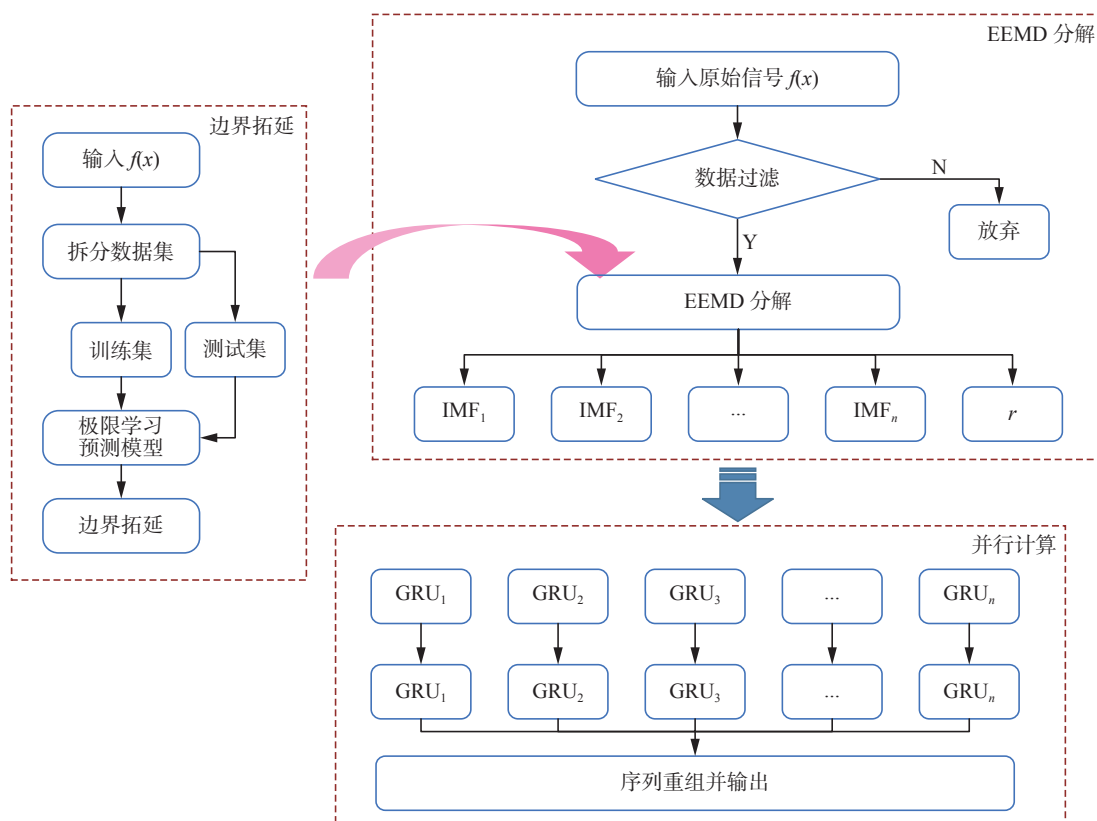 边界拓延
输入 f(x)
拆分数据集
训练集
测试集
极限学习
预测模型
边界拓延
EEMD 分解
输入原始信号 f(x)
数据过滤
N
放弃
Y
EEMD 分解
IMF₁
IMF₂
...
IMFₙ
r
并行计算
GRU₁
GRU₂
GRU₃
...
GRUₙ
GRU₁
GRU₂
GRU₃
...
GRUₙ
序列重组并输出